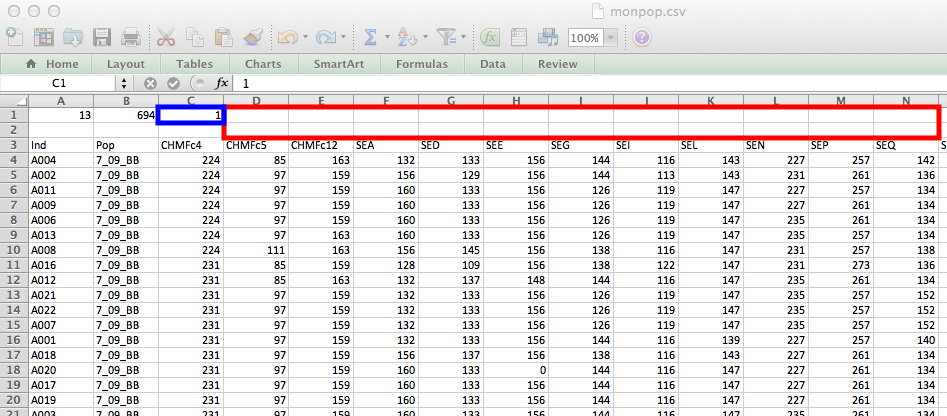 monpop.csv
100%
Home Layout Tables Charts SmartArt Formulas Data Review
C1 fx 1
A B C D E F G H I J K L M N
1 13 694 1
2
3 Ind Pop CHMFc4 CHMFc5 CHMFc12 SEA SED SEE SEG SEI SEL SEN SEP SEQ S
4 A004 7_09_BB 224 85 163 132 133 156 144 116 143 227 257 142
5 A002 7_09_BB 224 97 159 156 129 156 144 113 143 231 261 136
6 A011 7_09_BB 224 97 159 160 133 156 126 119 147 227 257 134
7 A009 7_09_BB 224 97 159 160 133 156 126 119 147 227 261 134
8 A006 7_09_BB 224 97 159 160 133 156 126 119 147 235 261 134
9 A013 7_09_BB 224 97 163 160 133 156 126 119 147 235 261 134
10 A008 7_09_BB 224 111 163 156 145 156 138 116 147 231 257 138
11 A016 7_09_BB 231 85 159 128 109 156 138 122 147 231 273 136
12 A012 7_09_BB 231 85 163 132 137 148 144 116 147 227 261 134
13 A021 7_09_BB 231 97 159 132 133 156 126 119 147 235 257 152
14 A022 7_09_BB 231 97 159 132 133 156 126 119 147 235 257 152
15 A007 7_09_BB 231 97 159 132 133 156 126 119 147 235 257 152
16 A001 7_09_BB 231 97 159 160 133 156 144 116 139 227 257 140
17 A018 7_09_BB 231 97 159 156 137 156 138 116 143 227 261 134
18 A020 7_09_BB 231 97 159 160 133 0 144 116 147 227 261 134
19 A017 7_09_BB 231 97 159 160 133 156 144 116 147 227 261 134
20 A019 7_09_BB 231 97 159 160 133 156 144 116 147 227 261 134
21 A003 7_09_BB 231 97 159 160 133 156 144 116 147 227 261 134